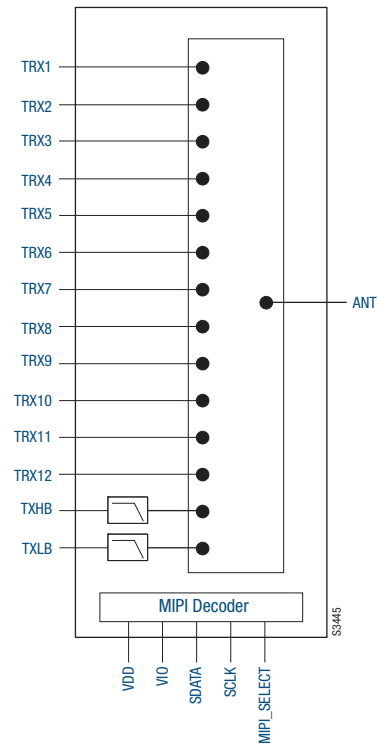 TRX1
TRX2
TRX3
TRX4
TRX5
TRX6
TRX7
ANT
TRX8
TRX9
TRX10
TRX11
TRX12
TXHB
TXLB
MIPI Decoder
S3445
VDD
VIO
SDATA
SCLK
MIPI_SELECT